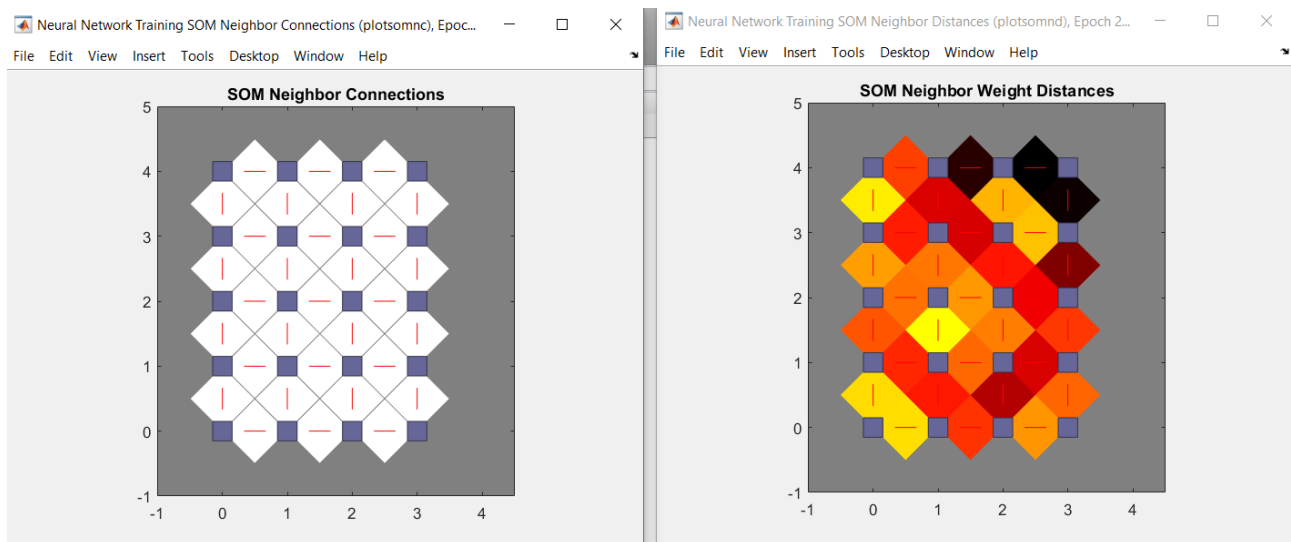 Neural Network Training SOM Neighbor Connections (plotsomnc), Epoc...
File Edit View Insert Tools Desktop Window Help
SOM Neighbor Connections
5
4
3
2
1
0
-1
-1 0 1 2 3 4
Neural Network Training SOM Neighbor Distances (plotsomnd), Epoch 2...
File Edit View Insert Tools Desktop Window Help
SOM Neighbor Weight Distances
5
4
3
2
1
0
-1
-1 0 1 2 3 4